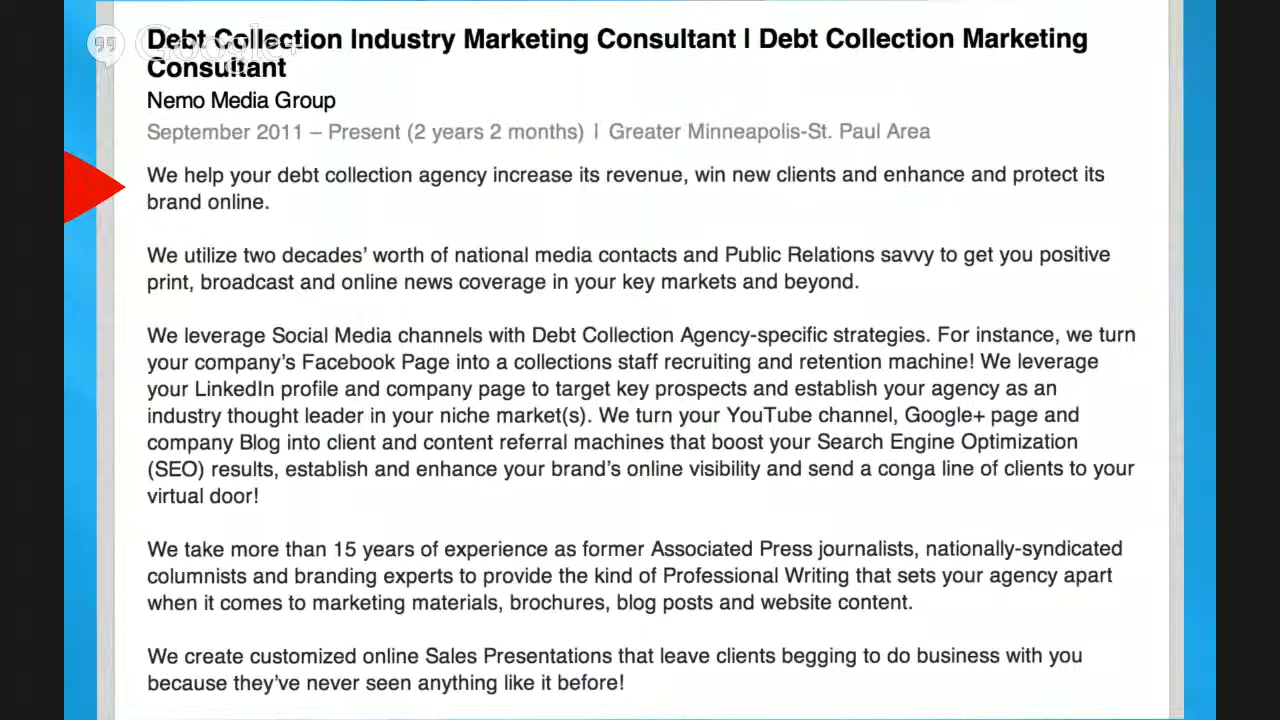 Google+
Debt Collection Industry Marketing Consultant | Debt Collection Marketing
Consultant
Nemo Media Group
September 2011 – Present (2 years 2 months) | Greater Minneapolis-St. Paul Area
We help your debt collection agency increase its revenue, win new clients and enhance and protect its
brand online.
We utilize two decades’ worth of national media contacts and Public Relations savvy to get you positive
print, broadcast and online news coverage in your key markets and beyond.
We leverage Social Media channels with Debt Collection Agency-specific strategies. For instance, we turn
your company’s Facebook Page into a collections staff recruiting and retention machine! We leverage
your LinkedIn profile and company page to target key prospects and establish your agency as an
industry thought leader in your niche market(s). We turn your YouTube channel, Google+ page and
company Blog into client and content referral machines that boost your Search Engine Optimization
(SEO) results, establish and enhance your brand’s online visibility and send a conga line of clients to your
virtual door!
We take more than 15 years of experience as former Associated Press journalists, nationally-syndicated
columnists and branding experts to provide the kind of Professional Writing that sets your agency apart
when it comes to marketing materials, brochures, blog posts and website content.
We create customized online Sales Presentations that leave clients begging to do business with you
because they’ve never seen anything like it before!